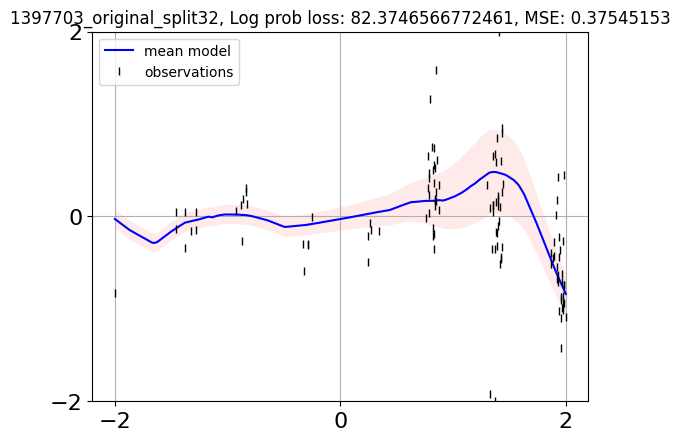 1397703_original_split32, Log prob loss: 82.3746566772461, MSE: 0.37545153
2
mean model
observations
0
−2
−2
0
2